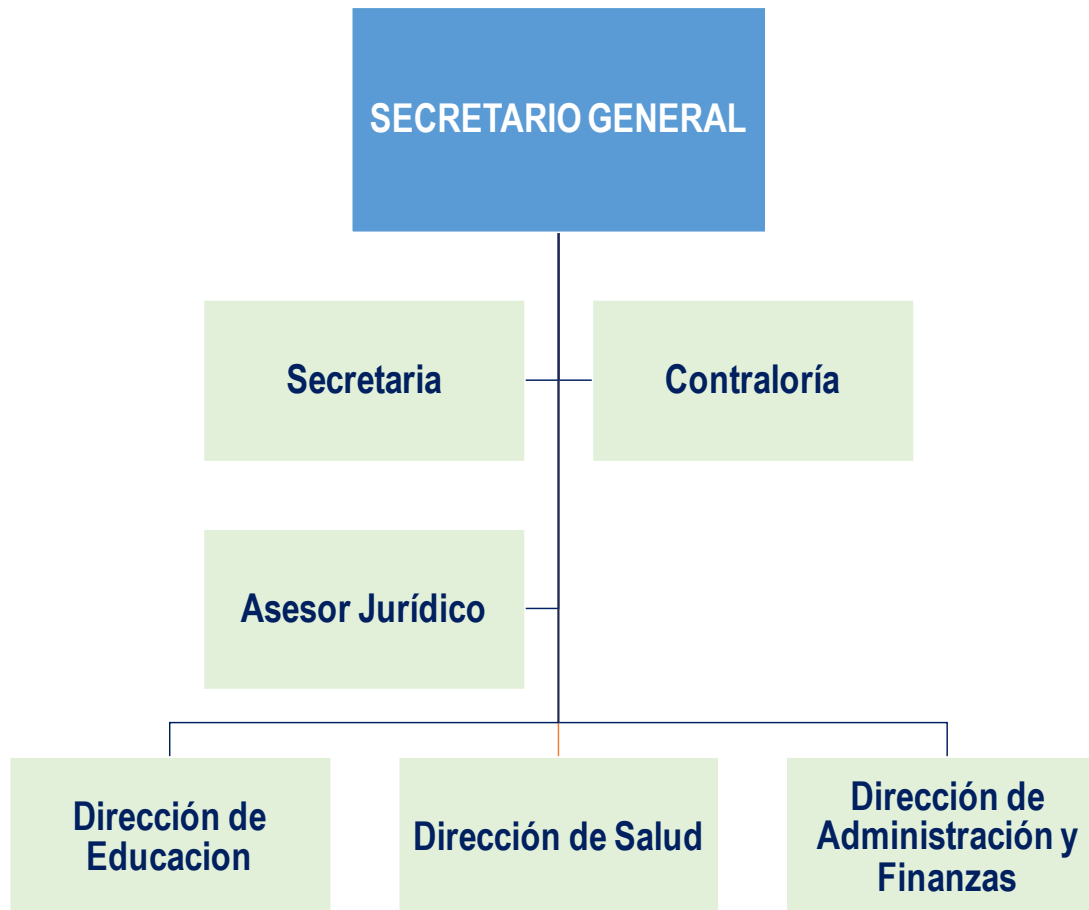 SECRETARIO GENERAL
Secretaria
Contraloría
Asesor Jurídico
Dirección de
Educacion
Dirección de Salud
Dirección de
Administración y
Finanzas